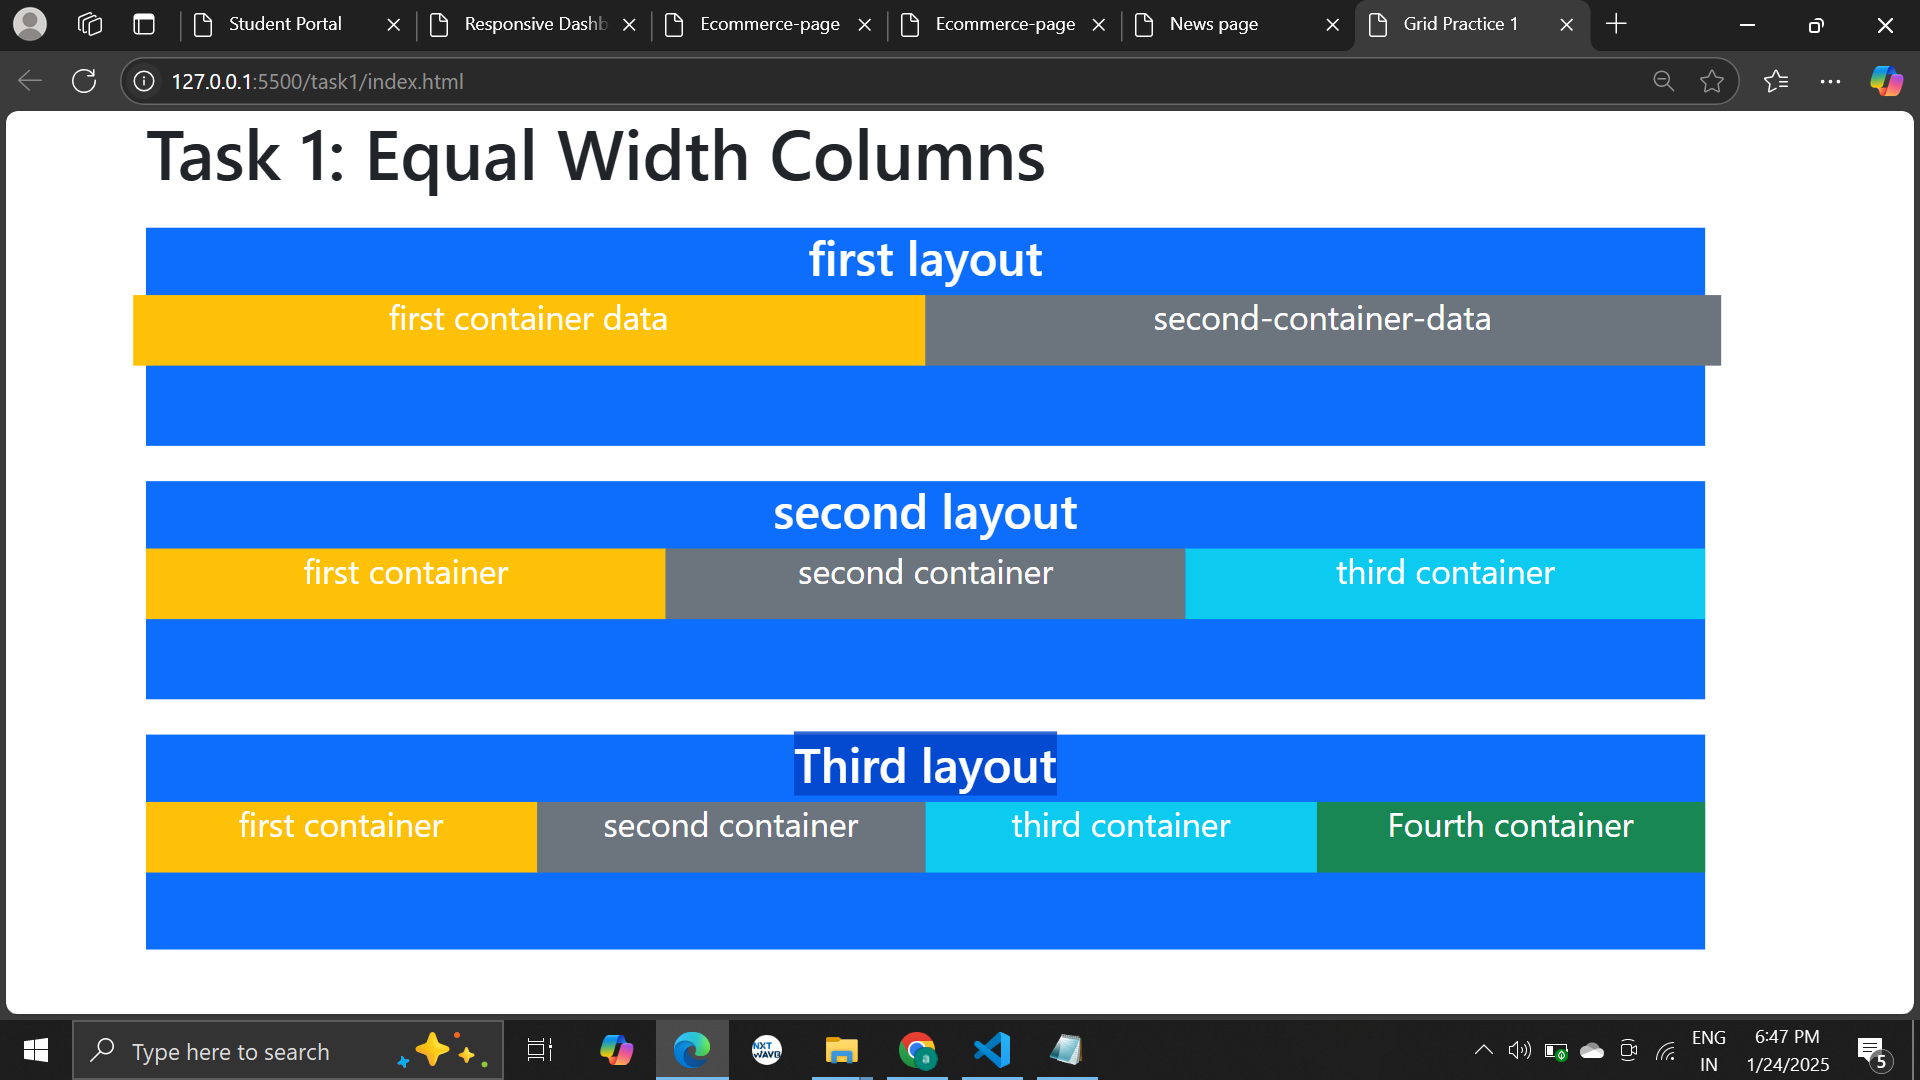 Student Portal
Responsive Dashb
Ecommerce-page
Ecommerce-page
News page
Grid Practice 1
127.0.0.1:5500/task1/index.html
Task 1: Equal Width Columns
first layout
first container data
second-container-data
second layout
first container
second container
third container
Third layout
first container
second container
third container
Fourth container
Type here to search
NXT
WAVE
a
ENG
IN
6:47 PM
1/24/2025
5